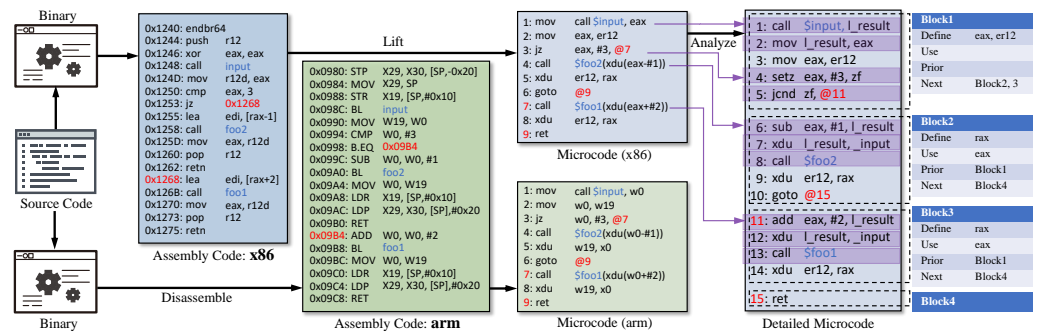 Binary
Source Code
Binary
0x1240: endbr64
0x1244: push r12
0x1246: xor eax, eax
0x1248: call input
0x124D: mov r12d, eax
0x1250: cmp eax, 3
0x1253: jz 0x1268
0x1255: lea edi, [rax-1]
0x1258: call foo2
0x125D: mov eax, r12d
0x1260: pop r12
0x1262: retn
0x1268: lea edi, [rax+2]
0x126B: call foo1
0x1270: mov eax, r12d
0x1273: pop r12
0x1275: retn
Assembly Code: x86
Disassemble
Lift
0x0980: STP X29, X30, [SP,-0x20]
0x0984: MOV X29, SP
0x0988: STR X19, [SP,#0x10]
0x098C: BL input
0x0990: MOV W19, W0
0x0994: CMP W0, #3
0x0998: B.EQ 0x09B4
0x099C: SUB W0, W0, #1
0x09A0: BL foo2
0x09A4: MOV W0, W19
0x09A8: LDR X19, [SP,#0x10]
0x09AC: LDP X29, X30, [SP],#0x20
0x09B0: RET
0x09B4: ADD W0, W0, #2
0x09B8: BL foo1
0x09BC: MOV W0, W19
0x09C0: LDR X19, [SP,#0x10]
0x09C4: LDP X29, X30, [SP],#0x20
0x09C8: RET
Assembly Code: arm
1: mov call $input, eax
2: mov eax, er12
3: jz eax, #3, @7
4: call $foo2(xdu(eax-#1))
5: xdu er12, rax
6: goto @9
7: call $foo1(xdu(eax+#2))
8: xdu er12, rax
9: ret
Microcode (x86)
1: mov call $input, w0
2: mov w0, w19
3: jz w0, #3, @7
4: call $foo2(xdu(w0-#1))
5: xdu w19, x0
6: goto @9
7: call $foo1(xdu(w0+#2))
8: xdu w19, x0
9: ret
Microcode (arm)
Analyze
1: call $input, l_result
2: mov l_result, eax
3: mov eax, er12
4: setz eax, #3, zf
5: jcnd zf, @11
6: sub eax, #1, l_result
7: xdu l_result, _input
8: call $foo2
9: xdu er12, rax
10: goto @15
11: add eax, #2, l_result
12: xdu l_result, _input
13: call $foo1
14: xdu er12, rax
15: ret
Detailed Microcode
Block1
Define eax, er12
Use
Prior
Next Block2, 3
Block2
Define rax
Use eax
Prior Block1
Next Block4
Block3
Define rax
Use eax
Prior Block1
Next Block4
Block4